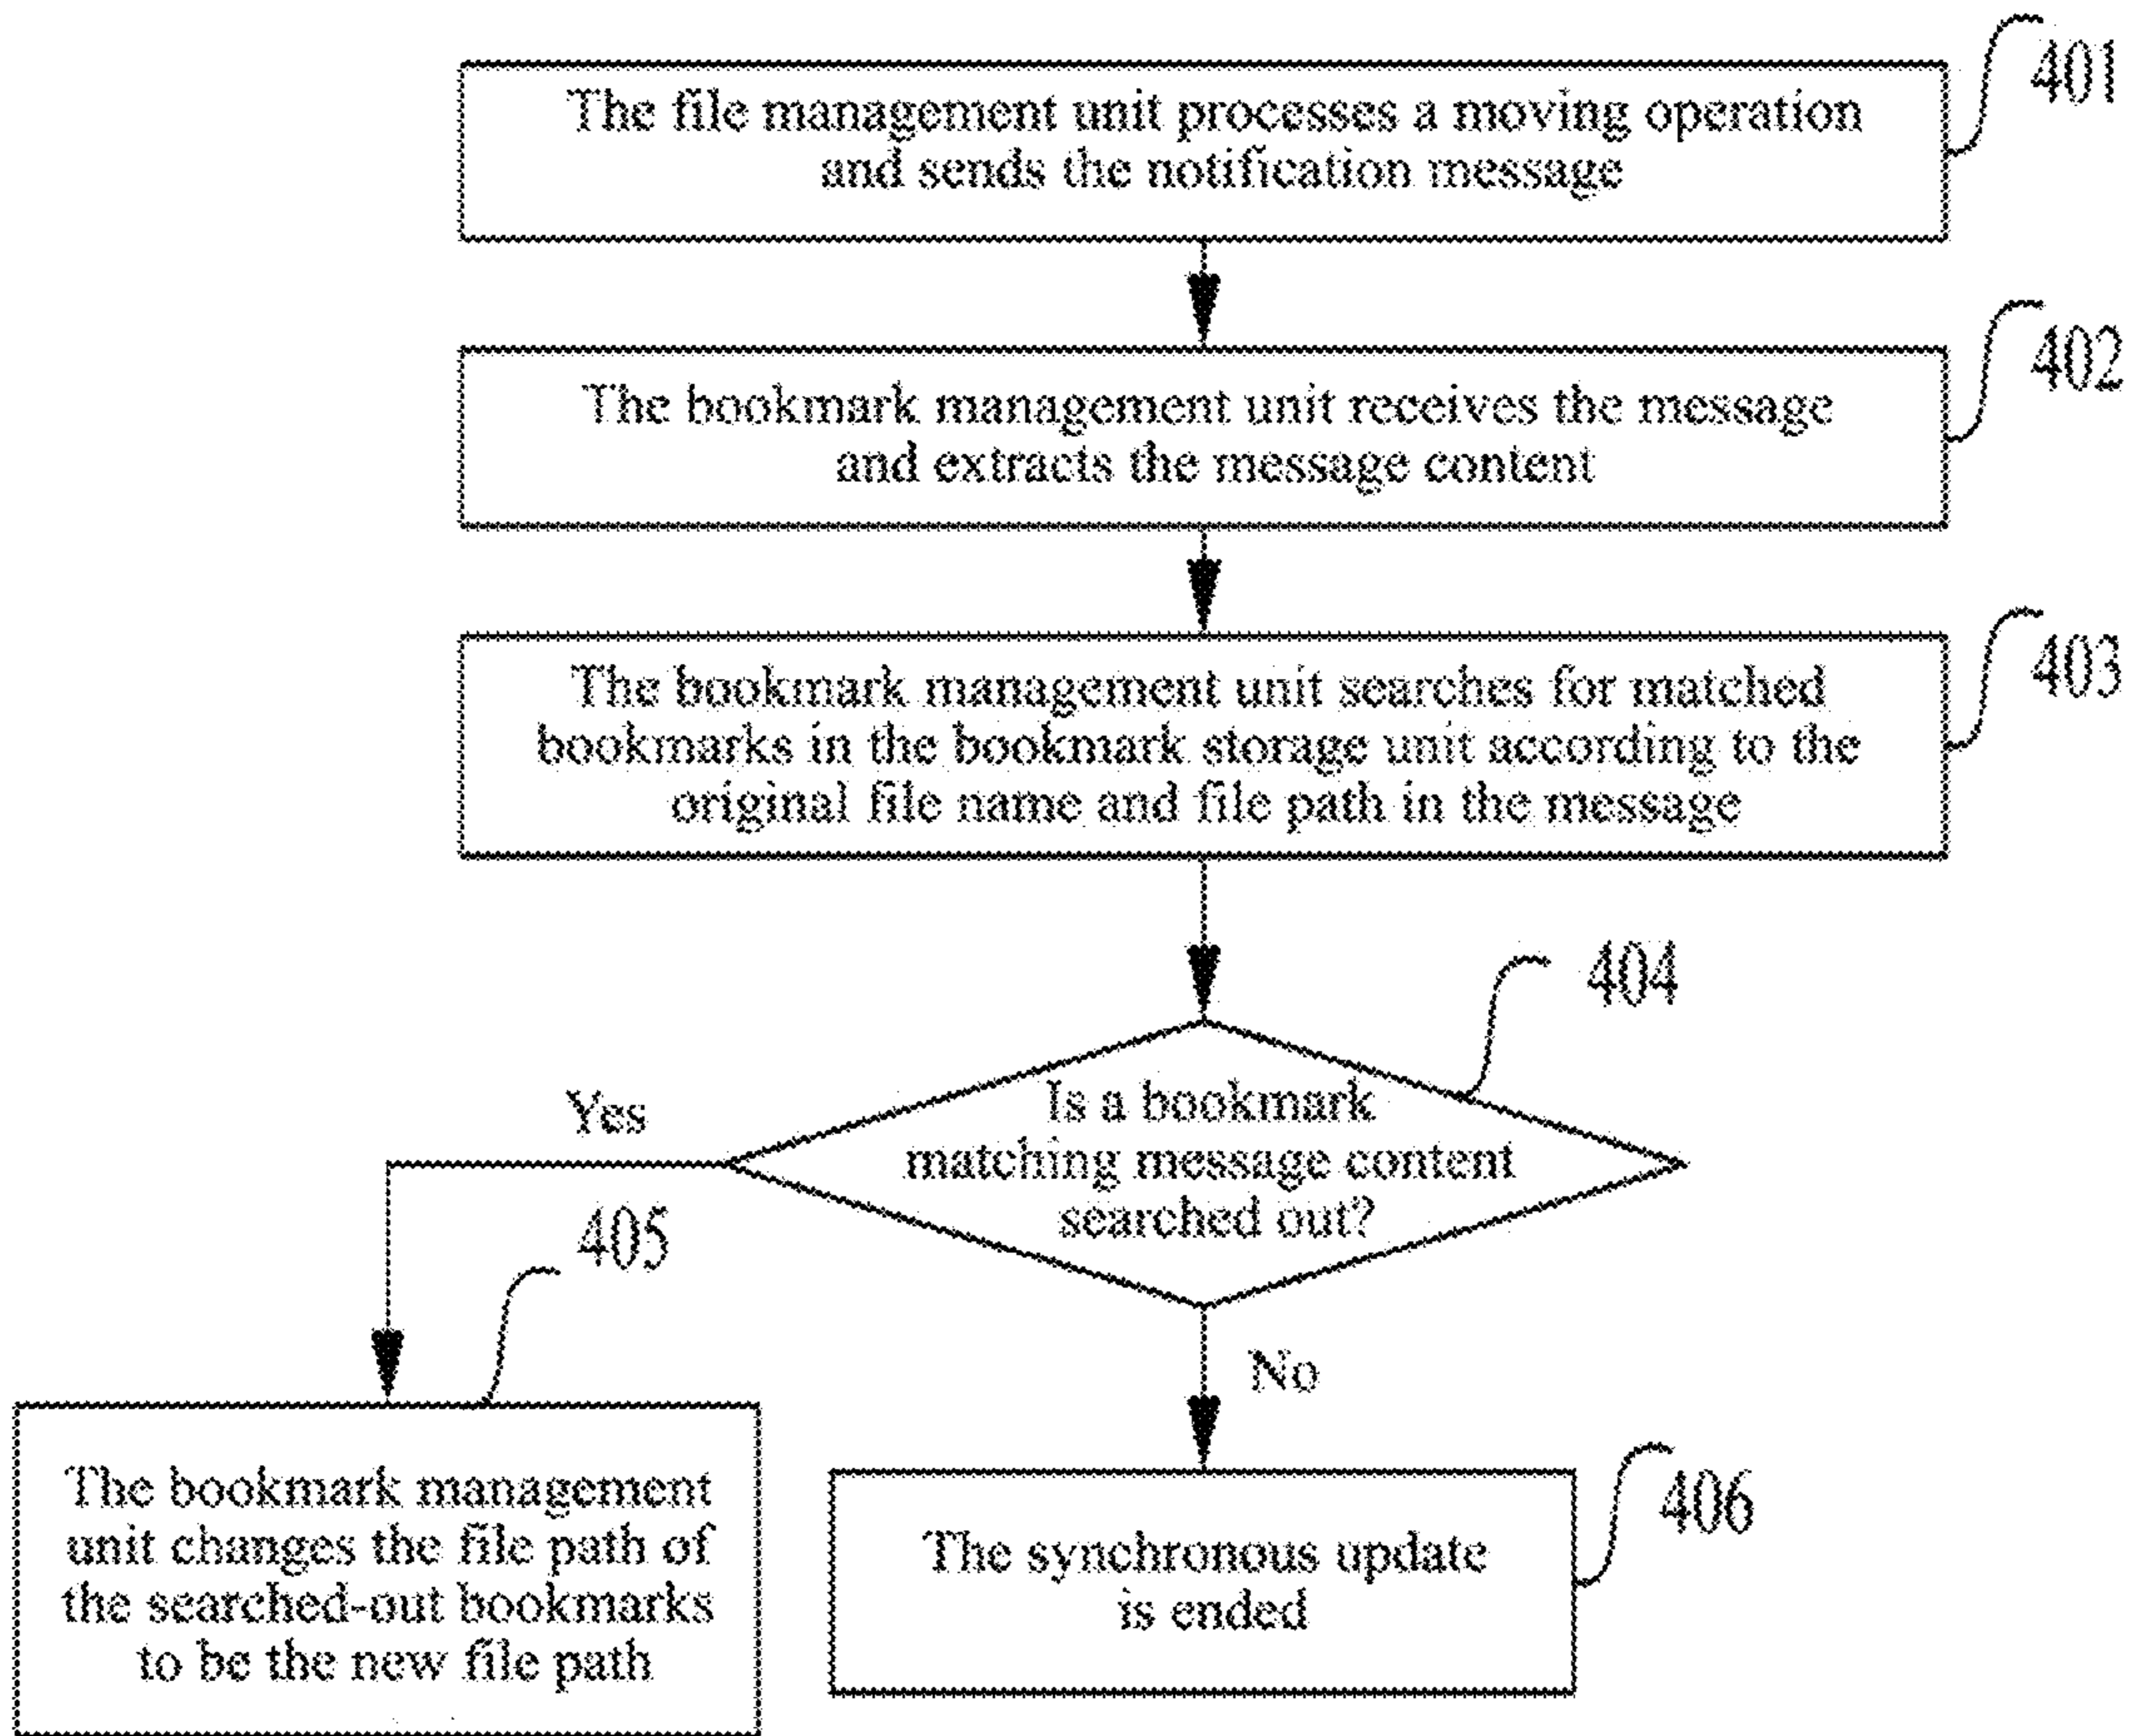 401
The file management unit processes a moving operation
and sends the notification message
402
The bookmark management unit receives the message
and extracts the message content
403
The bookmark management unit searches for matched
bookmarks in the bookmark storage unit according to the
original file name and file path in the message
404
Is a bookmark
matching message content
searched out?
Yes
No
405
The bookmark management
unit changes the file path of
the searched-out bookmarks
to be the new file path
406
The synchronous update
is ended